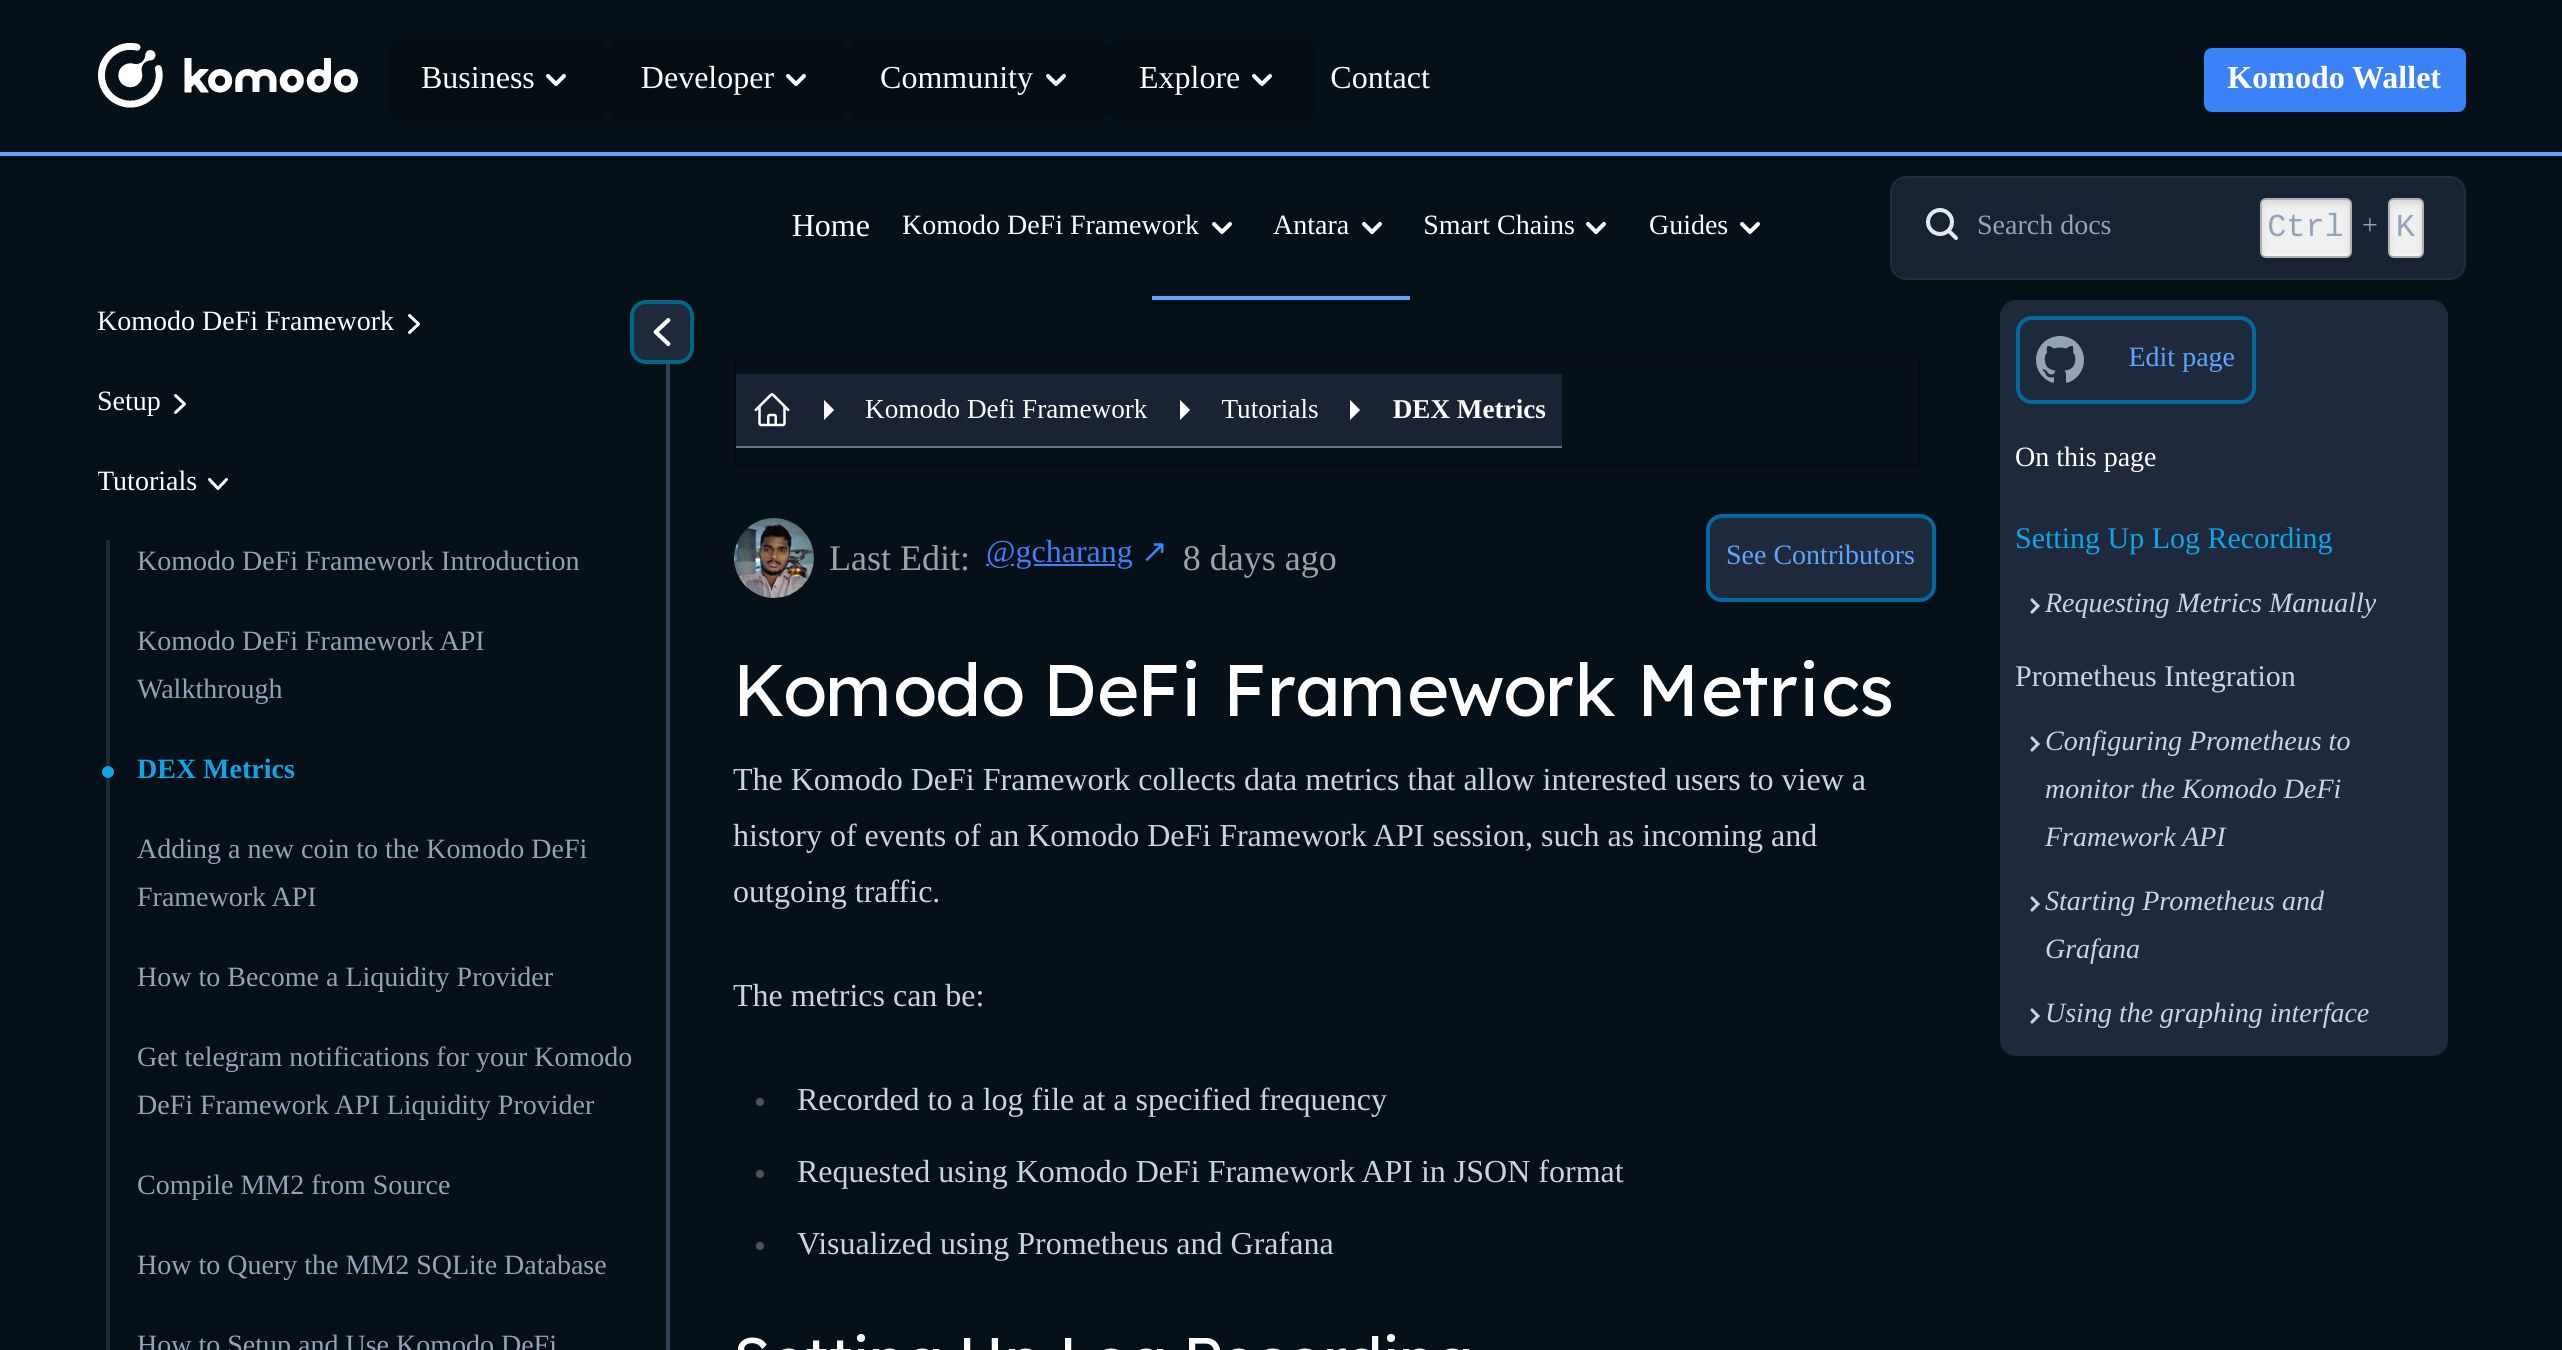 komodo
Business
Developer
Community
Explore
Contact
Komodo Wallet
Home
Komodo DeFi Framework
Antara
Smart Chains
Guides
Search docs
Ctrl + K
Komodo DeFi Framework
Setup
Tutorials
Komodo DeFi Framework Introduction
Komodo DeFi Framework API
Walkthrough
DEX Metrics
Adding a new coin to the Komodo DeFi
Framework API
How to Become a Liquidity Provider
Get telegram notifications for your Komodo
DeFi Framework API Liquidity Provider
Compile MM2 from Source
How to Query the MM2 SQLite Database
How to Setup and Use Komodo DeFi
Komodo Defi Framework
Tutorials
DEX Metrics
Last Edit: @gcharang ↗ 8 days ago
See Contributors
Komodo DeFi Framework Metrics
The Komodo DeFi Framework collects data metrics that allow interested users to view a
history of events of an Komodo DeFi Framework API session, such as incoming and
outgoing traffic.
The metrics can be:
Recorded to a log file at a specified frequency
Requested using Komodo DeFi Framework API in JSON format
Visualized using Prometheus and Grafana
Setting Up Log Recording
Edit page
On this page
Setting Up Log Recording
Requesting Metrics Manually
Prometheus Integration
Configuring Prometheus to
monitor the Komodo DeFi
Framework API
Starting Prometheus and
Grafana
Using the graphing interface